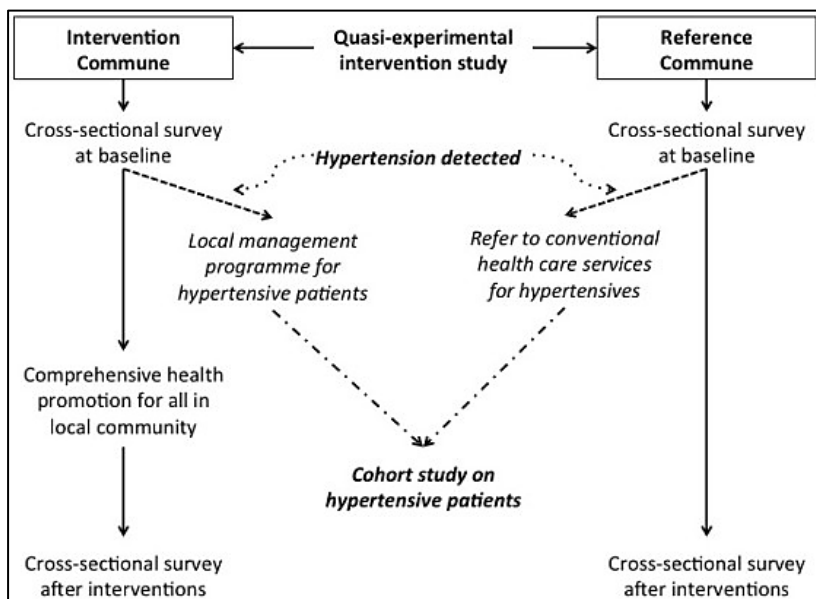 Intervention
Commune
Quasi-experimental
intervention study
Reference
Commune
Cross-sectional survey
at baseline
Hypertension detected
Cross-sectional survey
at baseline
Local management
programme for
hypertensive patients
Refer to conventional
health care services
for hypertensives
Comprehensive health
promotion for all in
local community
Cohort study on
hypertensive patients
Cross-sectional survey
after interventions
Cross-sectional survey
after interventions